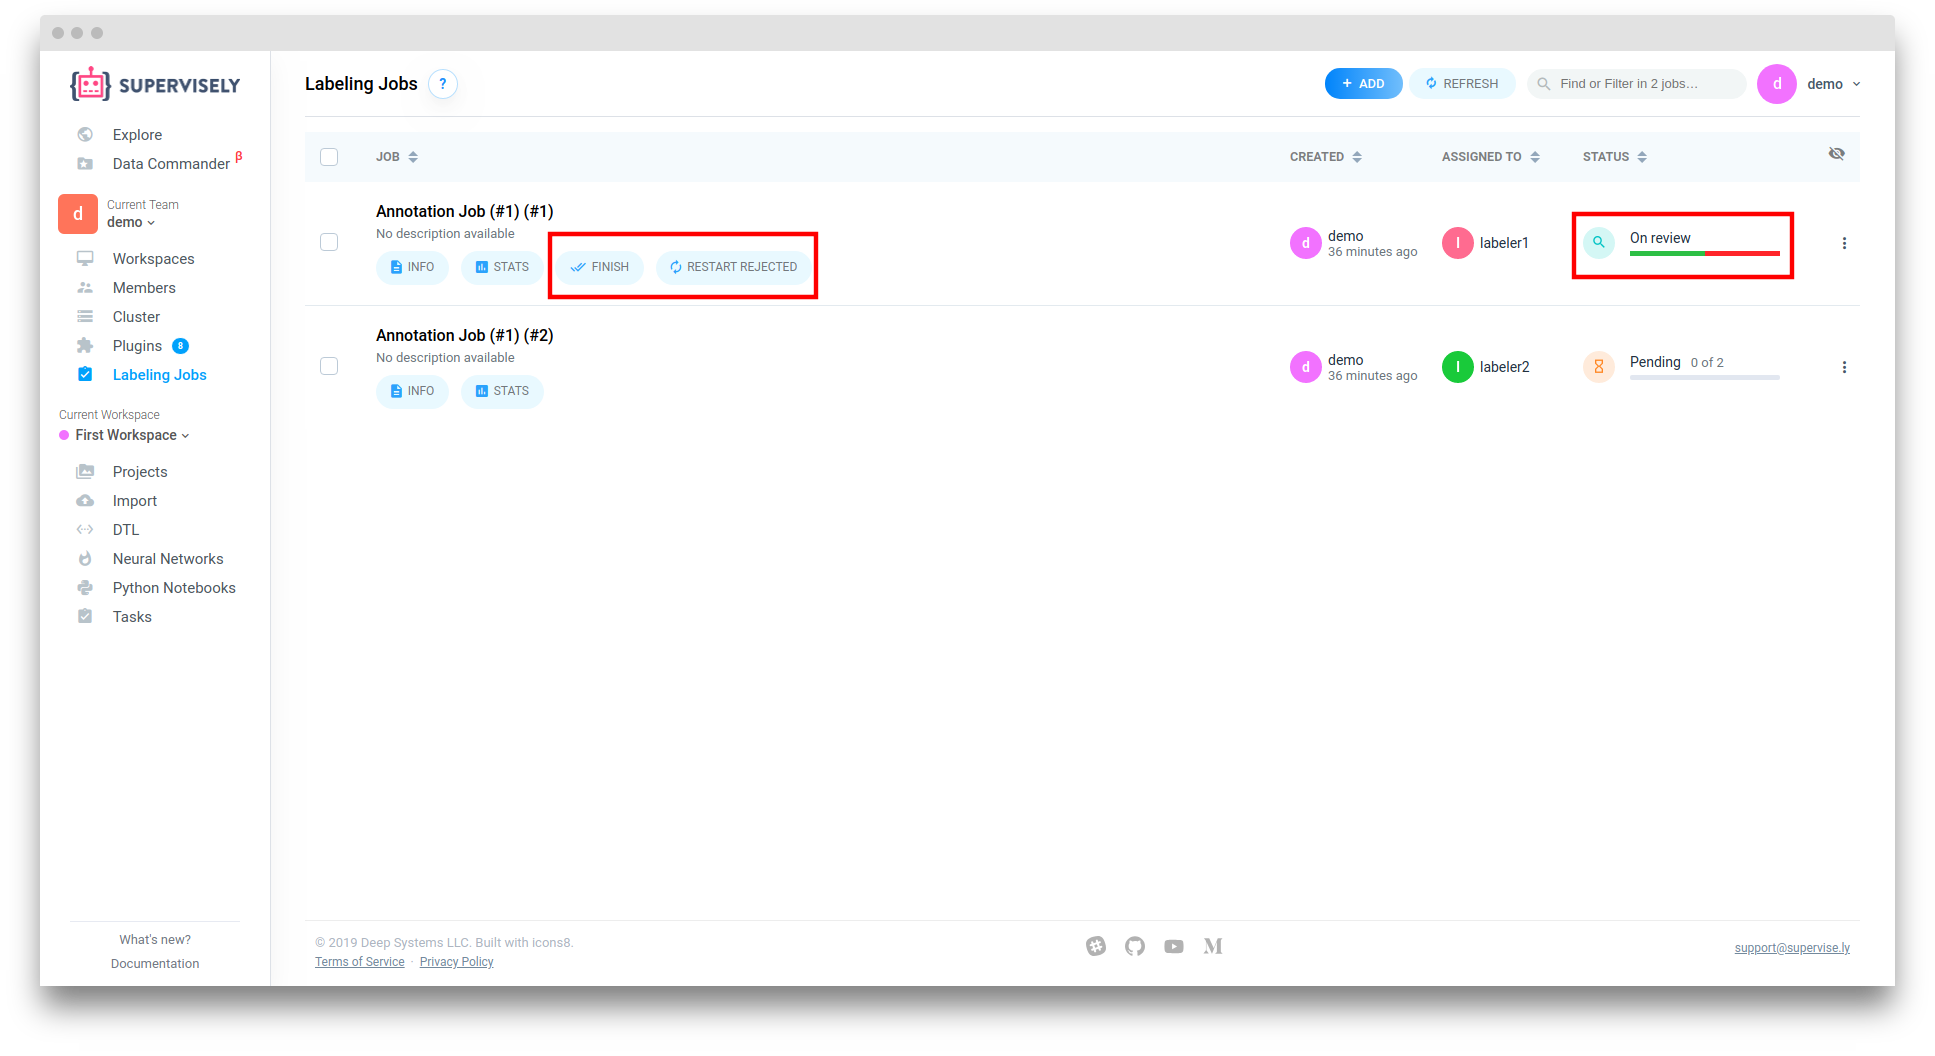 SUPERVISELY
Explore
Data Commander β
d
Current Team
demo
Workspaces
Members
Cluster
Plugins 8
Labeling Jobs
Current Workspace
First Workspace
Projects
Import
DTL
Neural Networks
Python Notebooks
Tasks
What's new?
Documentation
Labeling Jobs ?
+ ADD REFRESH Find or Filter in 2 jobs... d demo
JOB CREATED ASSIGNED TO STATUS
Annotation Job (#1) (#1)
No description available
INFO STATS FINISH RESTART REJECTED
d demo
36 minutes ago
l labeler1
On review
Annotation Job (#1) (#2)
No description available
INFO STATS
d demo
36 minutes ago
l labeler2
Pending 0 of 2
© 2019 Deep Systems LLC. Built with icons8.
Terms of Service · Privacy Policy
support@supervise.ly